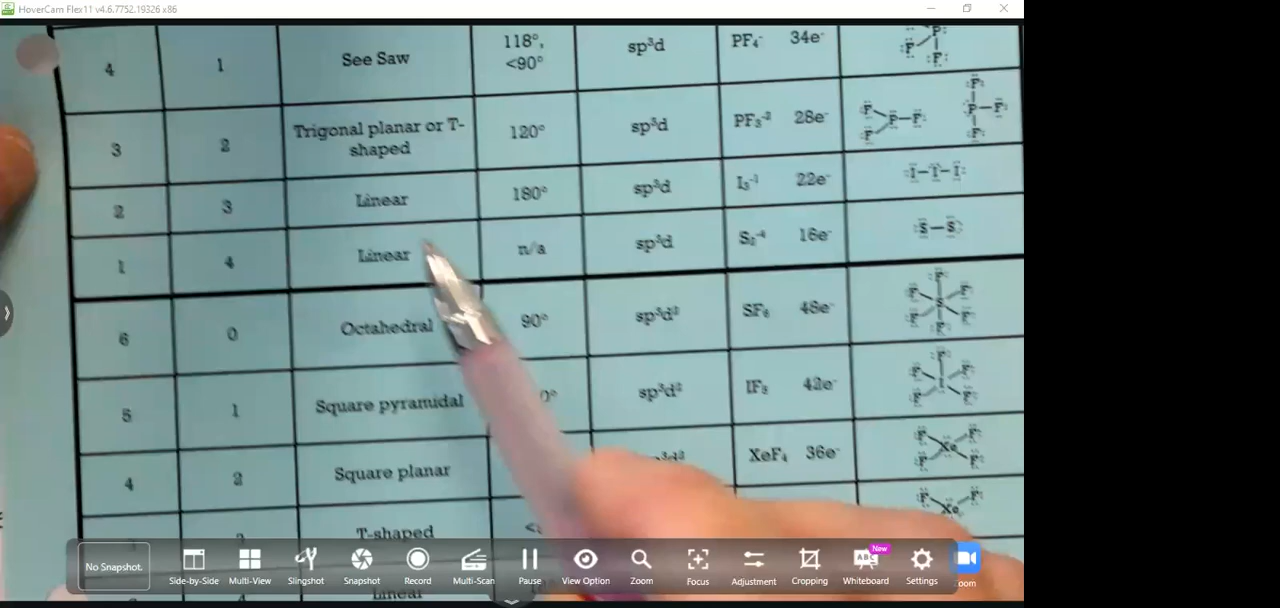 HoverCam Flex11 v4.6.7752.19326 x86
4 1 See Saw 118°, <90° sp³d PF₄⁻ 34e⁻
3 2 Trigonal planar or T-shaped 120° sp³d PF₃⁻² 28e⁻
2 3 Linear 180° sp³d I₃⁻¹ 22e⁻
1 4 Linear n/a sp³d S₂⁻⁴ 16e⁻
6 0 Octahedral 90° sp³d² SF₆ 48e⁻
5 1 Square pyramidal 0° sp³d² IF₅ 42e⁻
4 2 Square planar XeF₄ 36e⁻
T-shaped
Linear
No Snapshot.
Side-by-Side Multi-View Slingshot Snapshot Record Multi-Scan Pause View Option Zoom Focus Adjustment Cropping Whiteboard Settings Zoom
New
ABC